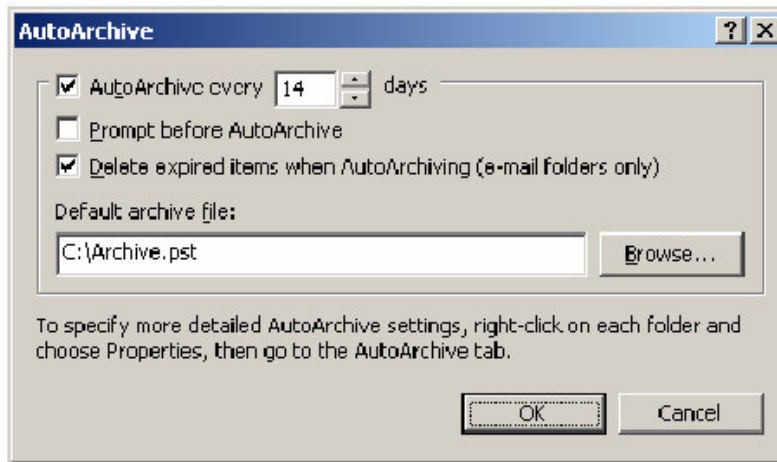 AutoArchive
AutoArchive every 14 days
Prompt before AutoArchive
Delete expired items when AutoArchiving (e-mail folders only)
Default archive file:
C:\Archive.pst
Browse...
To specify more detailed AutoArchive settings, right-click on each folder and
choose Properties, then go to the AutoArchive tab.
OK Cancel